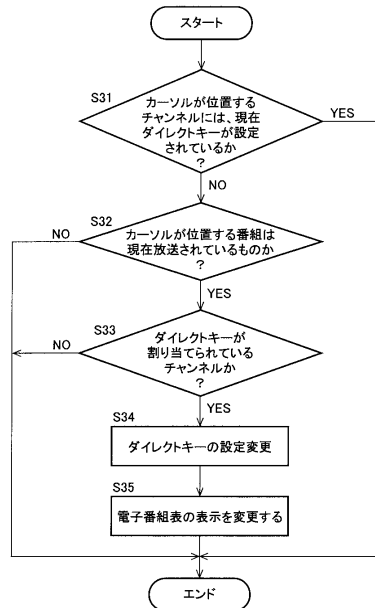 スタート
S31
カーソルが位置する
チャンネルには、現在
ダイレクトキーが設定
されているか
?
YES
NO
S32
NO
カーソルが位置する番組は
現在放送されているものか
?
YES
S33
NO
ダイレクトキーが
割り当てられている
チャンネルか
?
YES
S34
ダイレクトキーの設定変更
S35
電子番組表の表示を変更する
エンド